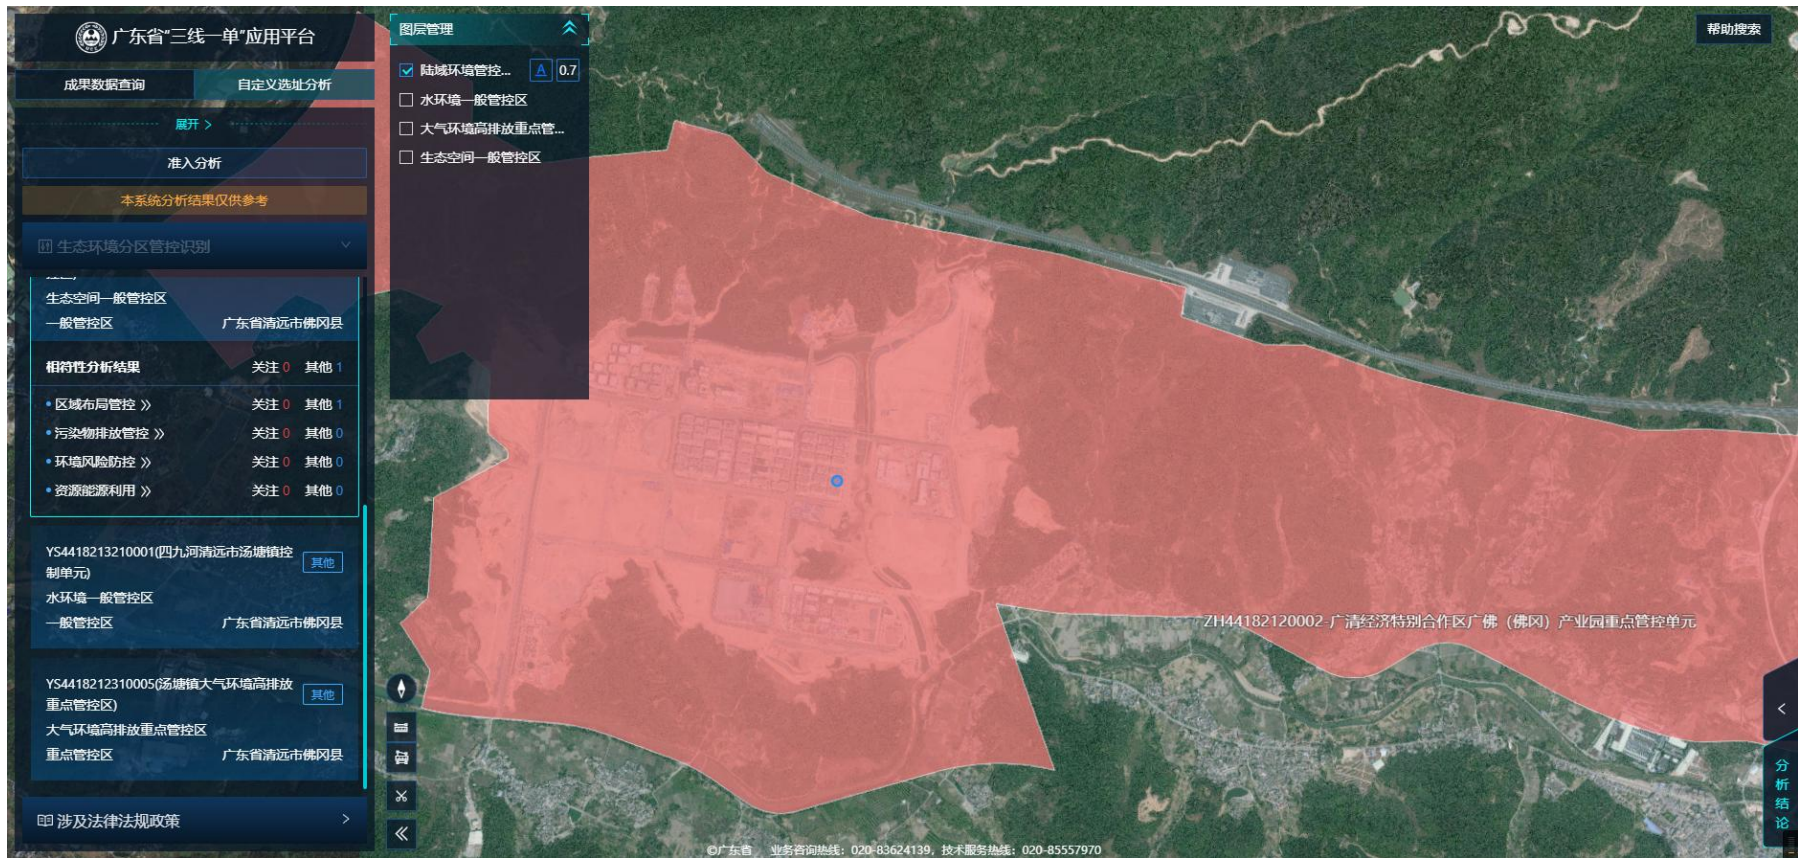 广东省“三线一单”应用平台
成果数据查询
自定义选址分析
展开 >
准入分析
本系统分析结果仅供参考
生态环境分区管控识别
生态空间一般管控区
一般管控区 广东省清远市佛冈县
相符性分析结果 关注 0 其他 1
•区域布局管控 》 关注 0 其他 1
•污染物排放管控 》 关注 0 其他 0
•环境风险防控 》 关注 0 其他 0
•资源能源利用 》 关注 0 其他 0
YS4418213210001(四九河清远市汤塘镇控
制单元)
其他
水环境一般管控区
一般管控区 广东省清远市佛冈县
YS4418212310005(汤塘镇大气环境高排放
重点管控区)
其他
大气环境高排放重点管控区
重点管控区 广东省清远市佛冈县
涉及法律法规政策 >
图层管理
陆域环境管控... A 0.7
水环境一般管控区
大气环境高排放重点管...
生态空间一般管控区
帮助搜索
ZH44182120002-广清经济特别合作区广佛（佛冈）产业园重点管控单元
<
分析结论
©广东省 业务咨询热线：020-83624139，技术服务热线：020-85557970